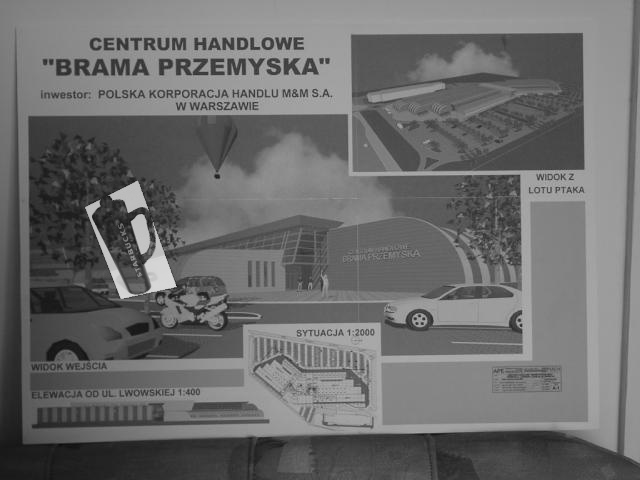 CENTRUM HANDLOWE
"BRAMA PRZEMYSKA"
inwestor: POLSKA KORPORACJA HANDLU M&M S.A.
W WARSZAWIE
WIDOK Z
LOTU PTAKA
STARBUCKS
CENTRUM HANDLOWE
BRAMA PRZEMYSKA
SYTUACJA 1:2000
WIDOK WEJŚCIA
ELEWACJA OD UL. LWOWSKIEJ 1:400
APE